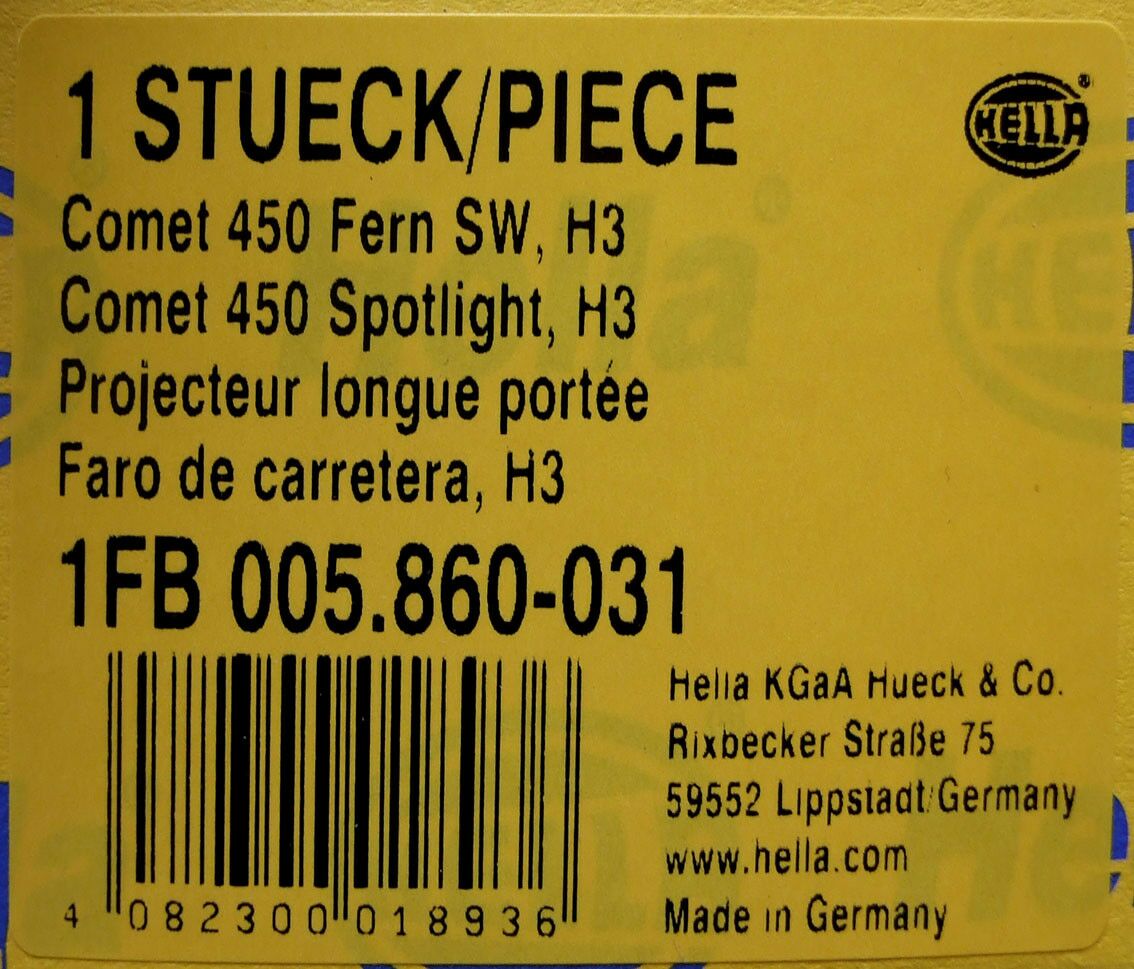 1 STUECK/PIECE
HELLA ®
Comet 450 Fern SW, H3
Comet 450 Spotlight, H3
Projecteur longue portée
Faro de carretera, H3
1FB 005.860-031
Hella KGaA Hueck & Co.
Rixbecker Straße 75
59552 Lippstadt/Germany
www.hella.com
Made in Germany
4 082300 018936